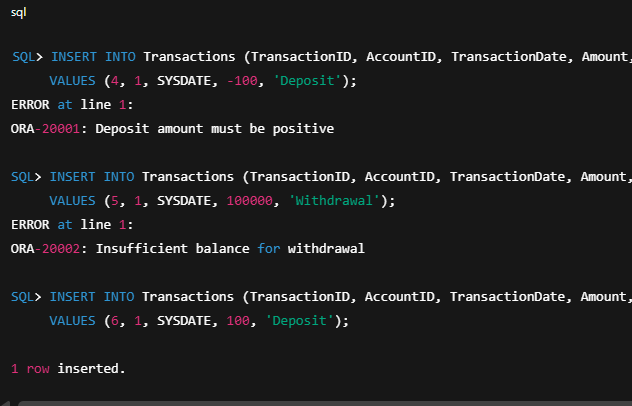 sql
SQL> INSERT INTO Transactions (TransactionID, AccountID, TransactionDate, Amount,
VALUES (4, 1, SYSDATE, -100, 'Deposit');
ERROR at line 1:
ORA-20001: Deposit amount must be positive
SQL> INSERT INTO Transactions (TransactionID, AccountID, TransactionDate, Amount,
VALUES (5, 1, SYSDATE, 100000, 'Withdrawal');
ERROR at line 1:
ORA-20002: Insufficient balance for withdrawal
SQL> INSERT INTO Transactions (TransactionID, AccountID, TransactionDate, Amount,
VALUES (6, 1, SYSDATE, 100, 'Deposit');
1 row inserted.